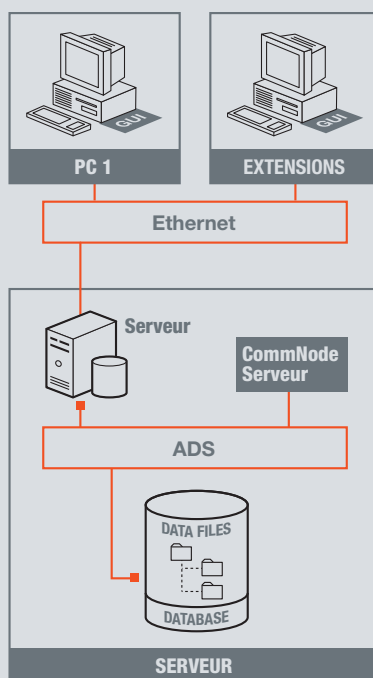 GUI
GUI
PC 1
EXTENSIONS
Ethernet
Serveur
CommNode
Serveur
ADS
DATA FILES
DATABASE
SERVEUR